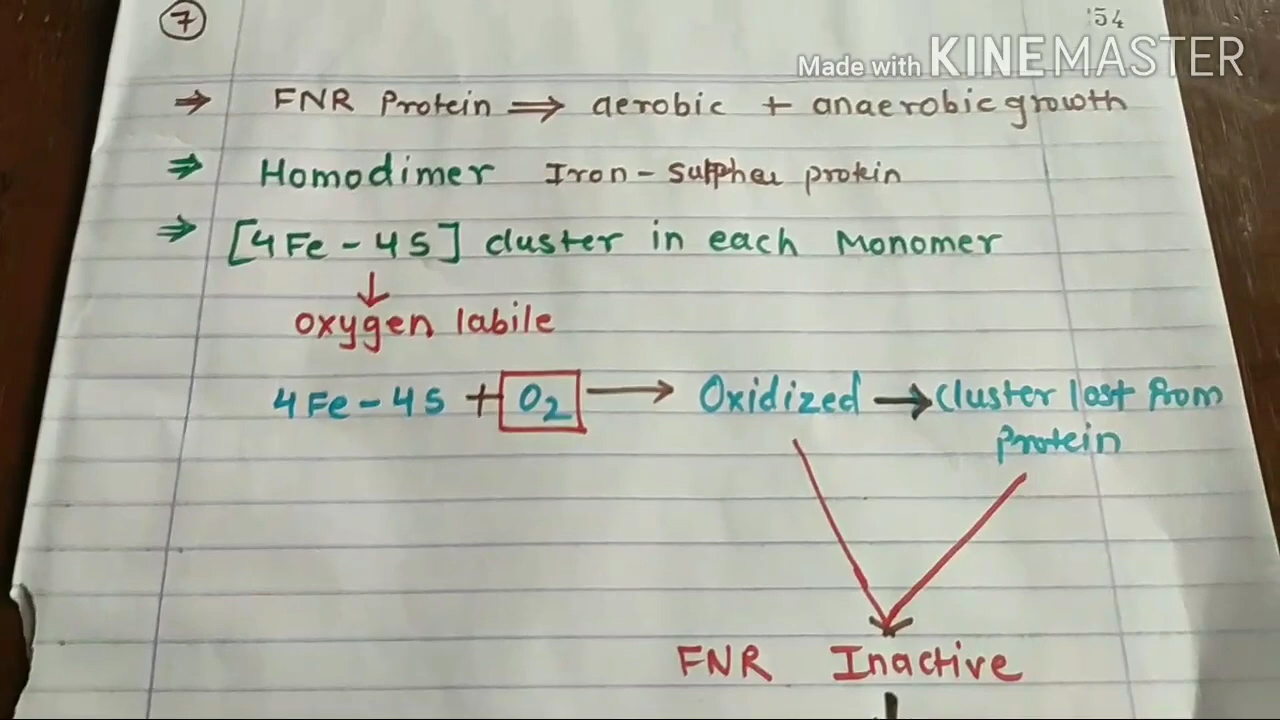 7
54
Made with KINEMASTER
⇒ FNR Protein ⇒ aerobic + anaerobic growth
⇒ Homodimer Iron - Sulpher protein
⇒ [4Fe - 4S] cluster in each Monomer
↓
oxygen labile
4Fe - 4S + O2 → Oxidized → Cluster lost from
protein
FNR Inactive